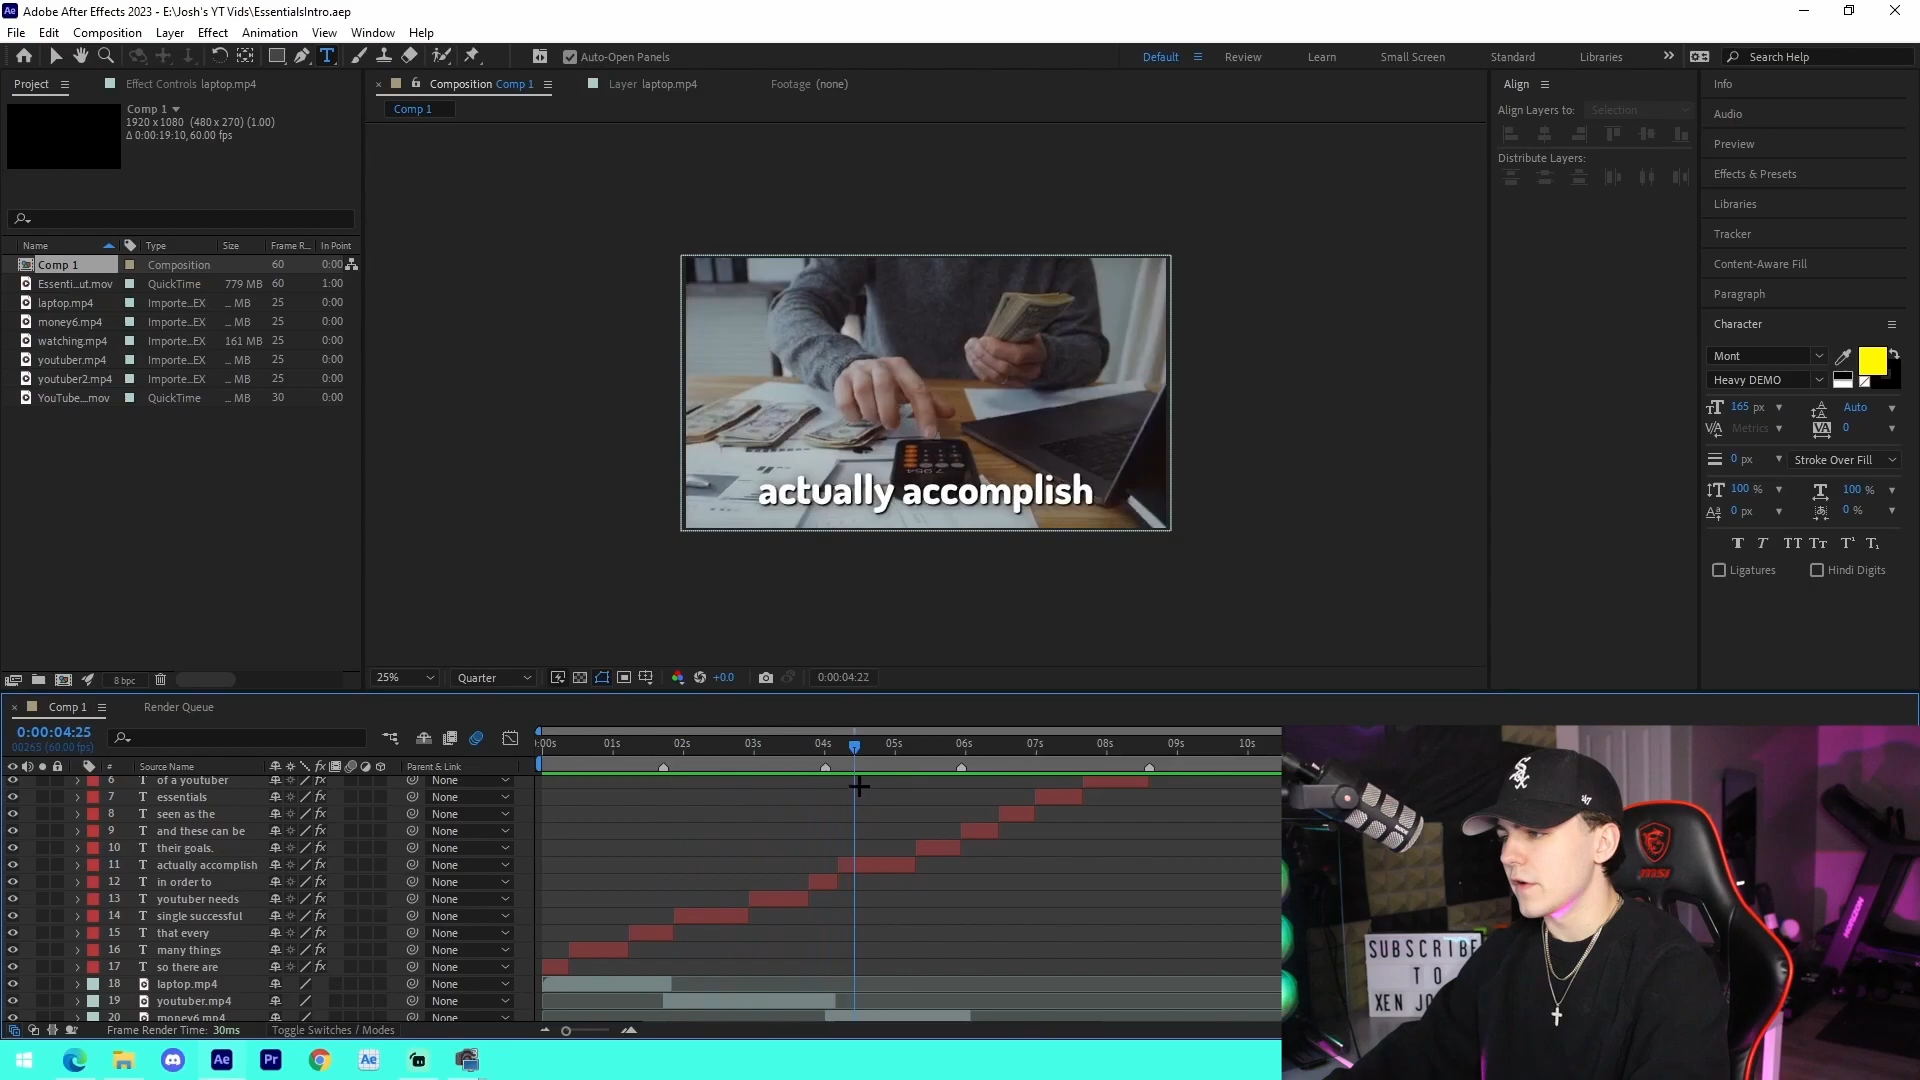 Adobe After Effects 2023 - E:\Josh's YT Vids\EssentialsIntro.aep
File Edit Composition Layer Effect Animation View Window Help
Auto-Open Panels
Default Review Learn Small Screen Standard Libraries Search Help
Project Effect Controls laptop.mp4
Composition Comp 1 Layer laptop.mp4 Footage (none)
Comp 1
Comp 1
1920 x 1080 (480 x 270) (1.00)
Δ 0:00:19:10, 60.00 fps
Name Type Size Frame R... In Point
Comp 1 Composition 60 0:00
Essenti...ut.mov QuickTime 779 MB 60 1:00
laptop.mp4 Importe...EX ... MB 25 0:00
money6.mp4 Importe...EX ... MB 25 0:00
watching.mp4 Importe...EX 161 MB 25 0:00
youtuber.mp4 Importe...EX ... MB 25 0:00
youtuber2.mp4 Importe...EX ... MB 25 0:00
YouTube....mov QuickTime ... MB 30 0:00
8 bpc
actually accomplish
25% Quarter +0.0 0:00:04:22
Align
Align Layers to: Selection
Distribute Layers:
Info
Audio
Preview
Effects & Presets
Libraries
Tracker
Content-Aware Fill
Paragraph
Character
Mont
Heavy DEMO
165 px Auto
Metrics 0
0 px Stroke Over Fill
100 % 100 %
0 px 0 %
Ligatures Hindi Digits
Comp 1 Render Queue
0:00:04:25
00265 (60.00 fps)
:00s 01s 02s 03s 04s 05s 06s 07s 08s 09s 10s
# Source Name Parent & Link
6 T of a youtuber None
7 T essentials None
8 T seen as the None
9 T and these can be None
10 T their goals. None
11 T actually accomplish None
12 T in order to None
13 T youtuber needs None
14 T single successful None
15 T that every None
16 T many things None
17 T so there are None
18 laptop.mp4 None
19 youtuber.mp4 None
20 money6.mp4 None
Frame Render Time: 30ms Toggle Switches / Modes
SUBSCRIBE
TO
XEN JO
msi
HORIZON
47
Ae Pr Ae